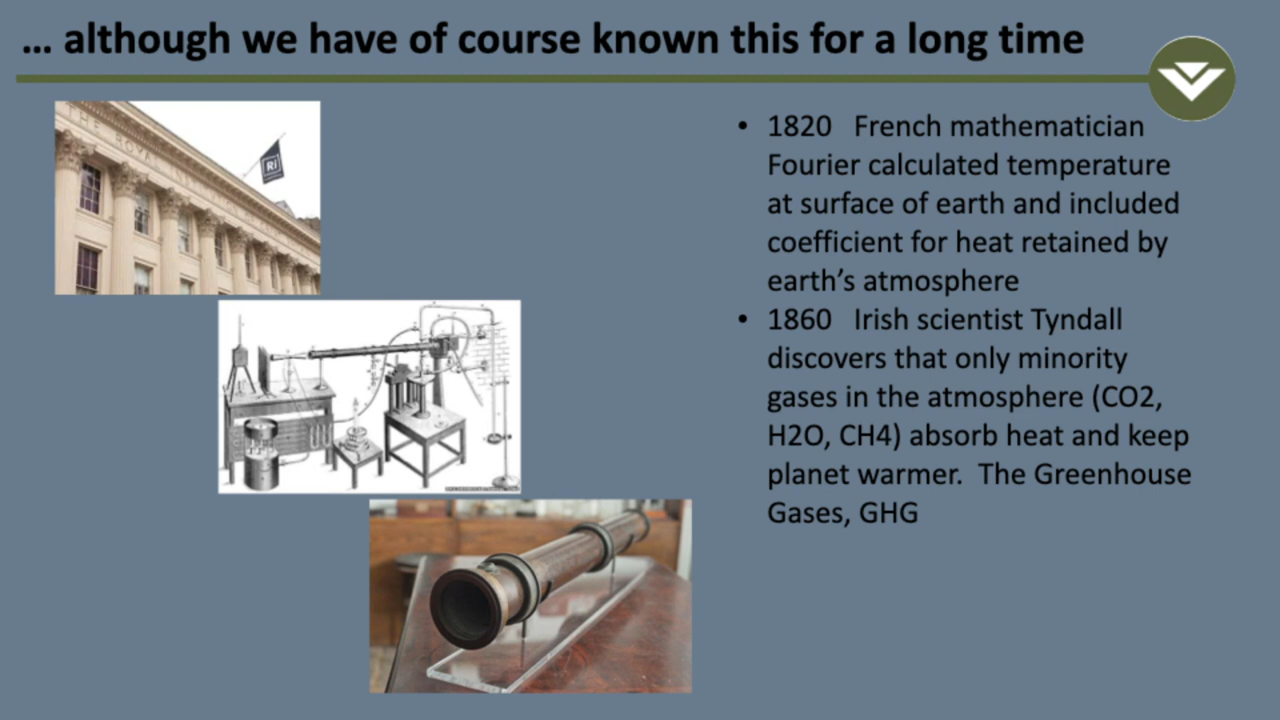 ... although we have of course known this for a long time
THE ROYAL
Ri
• 1820 French mathematician
Fourier calculated temperature
at surface of earth and included
coefficient for heat retained by
earth's atmosphere
• 1860 Irish scientist Tyndall
discovers that only minority
gases in the atmosphere (CO2,
H2O, CH4) absorb heat and keep
planet warmer. The Greenhouse
Gases, GHG